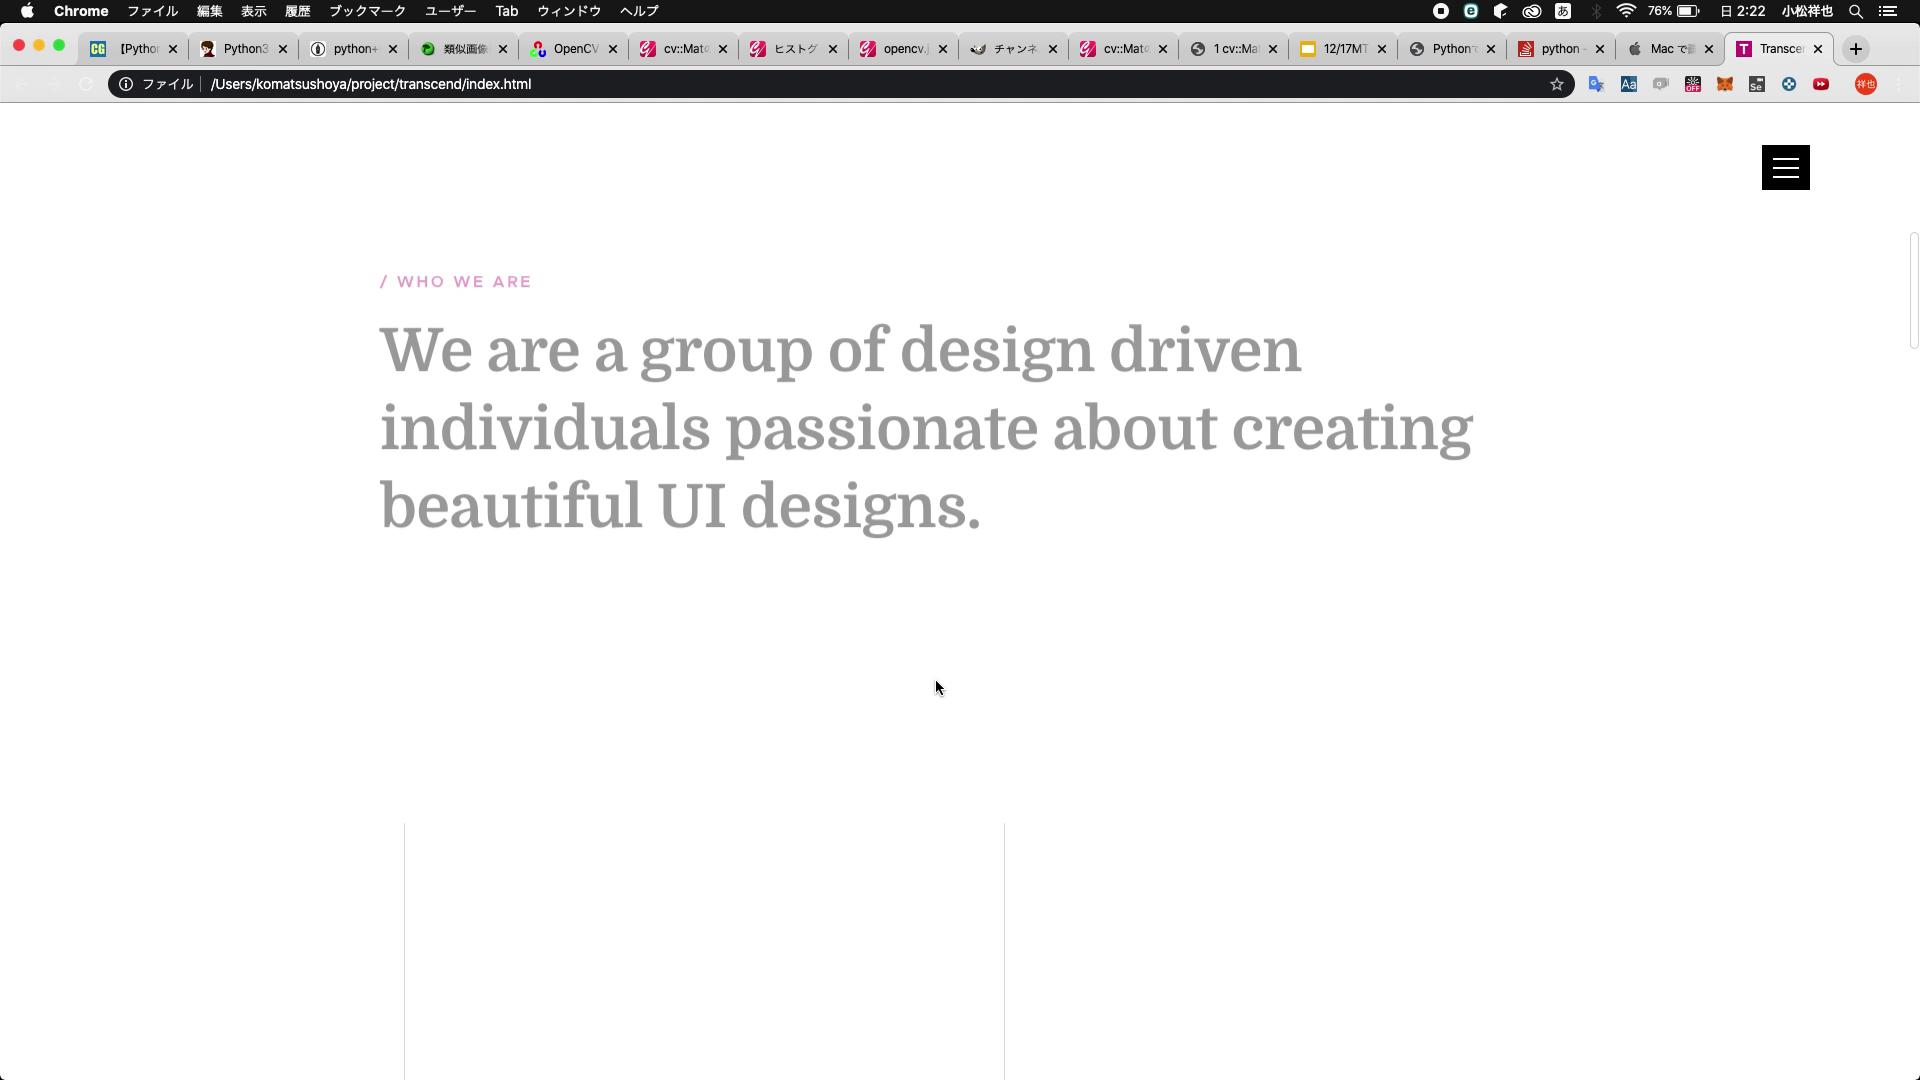 Chrome ファイル 編集 表示 履歴 ブックマーク ユーザー Tab ウィンドウ ヘルプ 76% 日 2:22 小松祥也
【Pytho Python3 python+ 類似画像 OpenCV cv::Mat ヒストグ opencv. チャンネ cv::Mat 1 cv::Ma 12/17MT Python python - Mac で Transce
ファイル /Users/komatsushoya/project/transcend/index.html 祥也
/ WHO WE ARE
We are a group of design driven
individuals passionate about creating
beautiful UI designs.